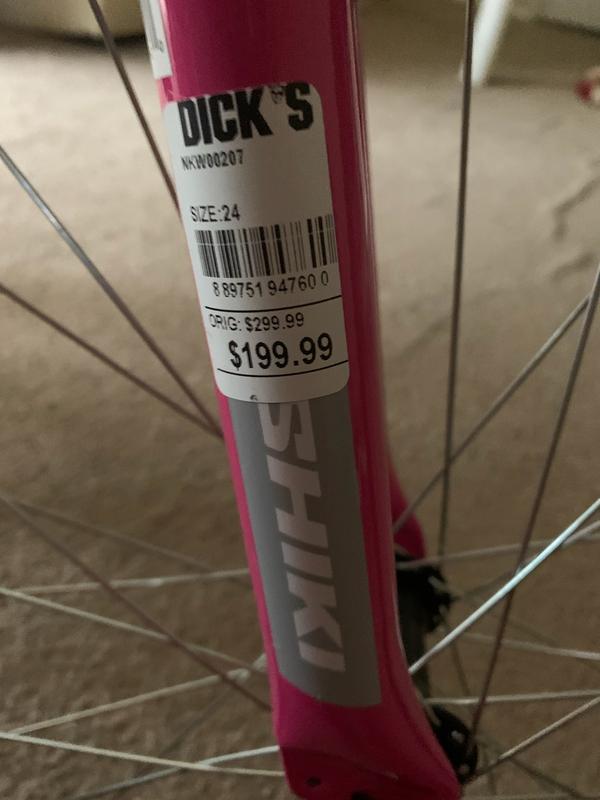 DICK'S
NKW00207
SIZE:24
8 89751 94760 0
ORIG: $299.99
$199.99
SHIKI